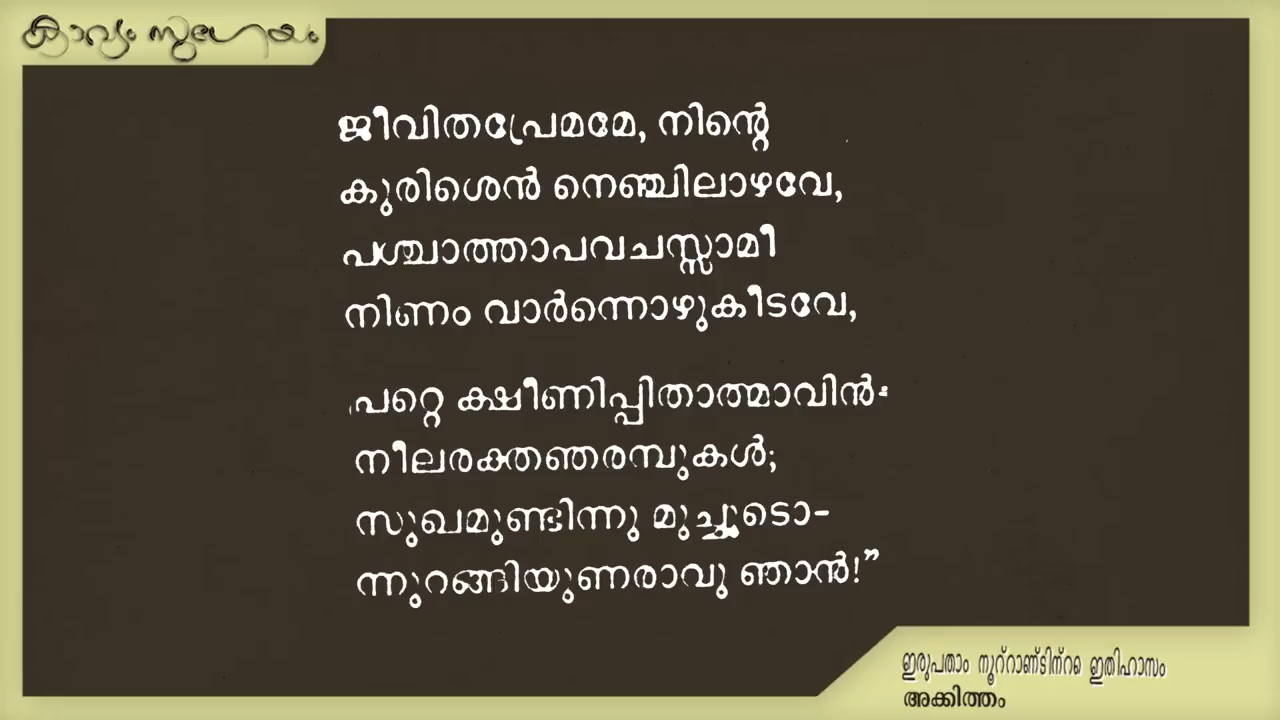 കാവ്യം സുഗേയം
ജീവിതപ്രേമമേ, നിന്റെ
കുരിശെൻ നെഞ്ചിലാഴവേ,
പശ്ചാത്താപവചസ്സാമീ
നിണം വാർന്നൊഴുകീടവേ,
പറ്റെ ക്ഷീണിപ്പിതാത്മാവിൻ-
നീലരക്തഞരമ്പുകൾ;
സുഖമുണ്ടിന്നു മുച്ചൂടൊ-
ന്നുറങ്ങിയുണരാവു ഞാൻ!”
ഇരുപതാം നൂറ്റാണ്ടിന്റെ ഇതിഹാസം
അക്കിത്തം